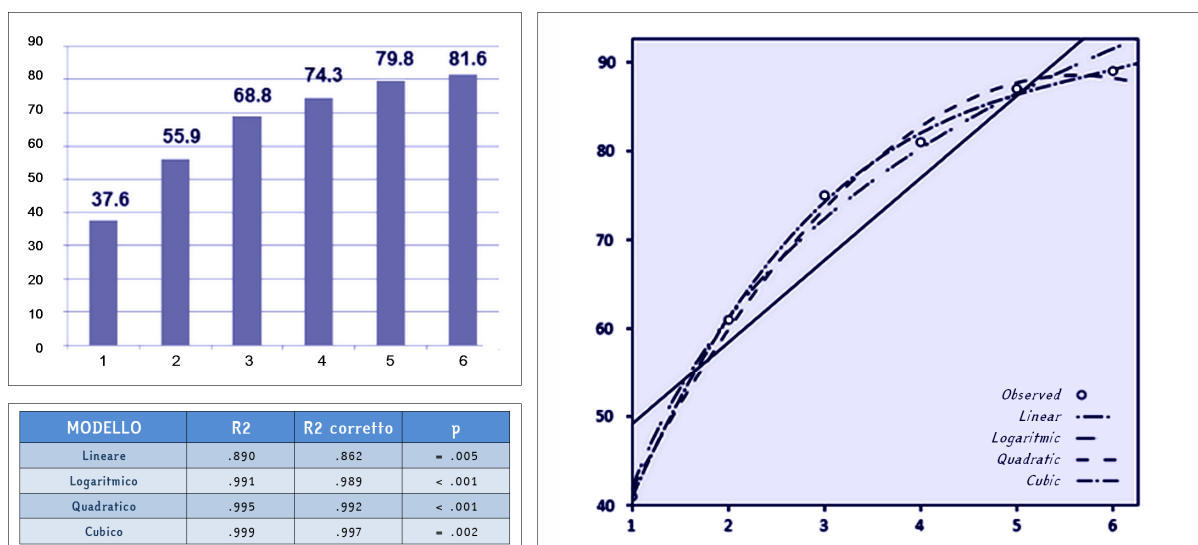 90
80
70
60
50
40
30
20
10
0
37.6
55.9
68.8
74.3
79.8
81.6
1 2 3 4 5 6
MODELLO R2 R2 corretto p
Lineare .890 .862 = .005
Logaritmico .991 .989 < .001
Quadratico .995 .992 < .001
Cubico .999 .997 = .002
90
80
70
60
50
40
Observed
Linear
Logaritmic
Quadratic
Cubic
1 2 3 4 5 6